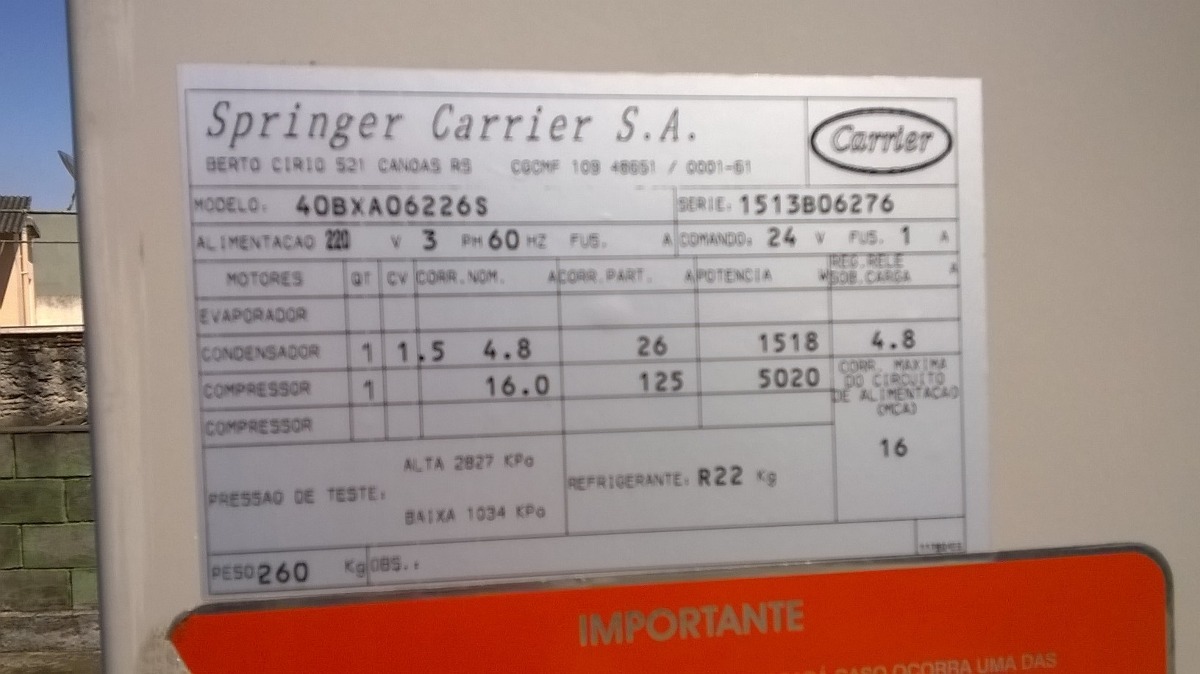 Springer Carrier S.A.
Carrier
BERTO CIRIO 521 CANOAS RS CGCMF 109 48651 / 0001-61
MODELO: 40BXA06226S SERIE: 1513B06276
ALIMENTACAO 220 V 3 PH 60 HZ FUS. A COMANDO: 24 V FUS. 1 A
MOTORES QT CV CORR.NOM. A CORR.PART. A POTENCIA W REG.RELE SOB.CARGA A
EVAPORADOR
CONDENSADOR 1 1.5 4.8 26 1518 4.8
COMPRESSOR 1 16.0 125 5020
CORR. MAXIMA
DO CIRCUITO
DE ALIMENTACAO
(MCA)
16
COMPRESSOR
PRESSAO DE TESTE: ALTA 2827 KPa
BAIXA 1034 KPa
REFRIGERANTE: R22 Kg
PESO 260 Kg OBS.:
IMPORTANTE
CASO OCORRA UMA DAS